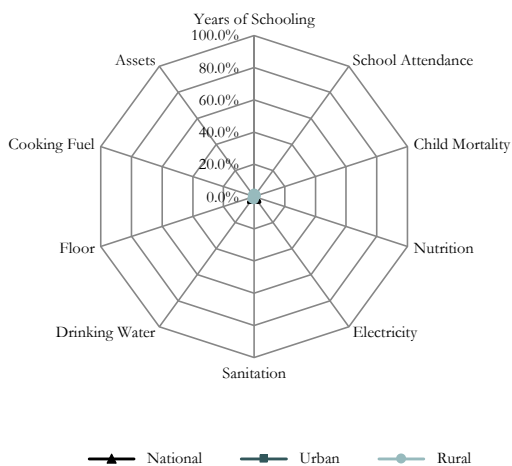 Years of Schooling
100.0%
Assets
School Attendance
80.0%
60.0%
Cooking Fuel
40.0%
Child Mortality
20.0%
0.0%
Floor
Nutrition
Drinking Water
Electricity
Sanitation
National Urban Rural